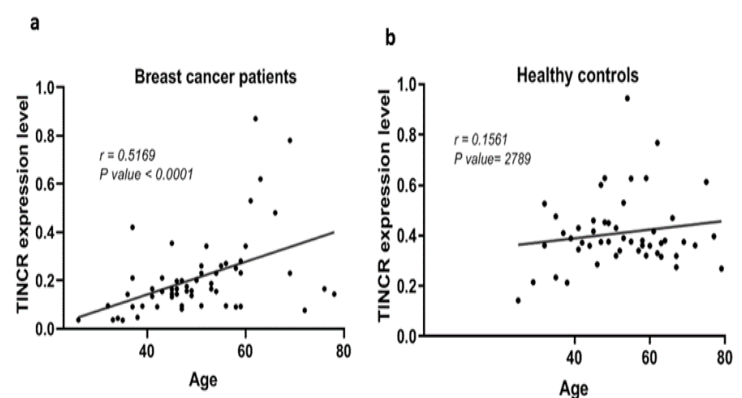 a
Breast cancer patients
TINCR expression level
1.0
0.8
0.6
0.4
0.2
0.0
r = 0.5169
P value < 0.0001
40
60
80
Age
b
Healthy controls
TINCR expression level
1.0
0.8
0.6
0.4
0.2
0.0
r = 0.1561
P value= 2789
40
60
80
Age